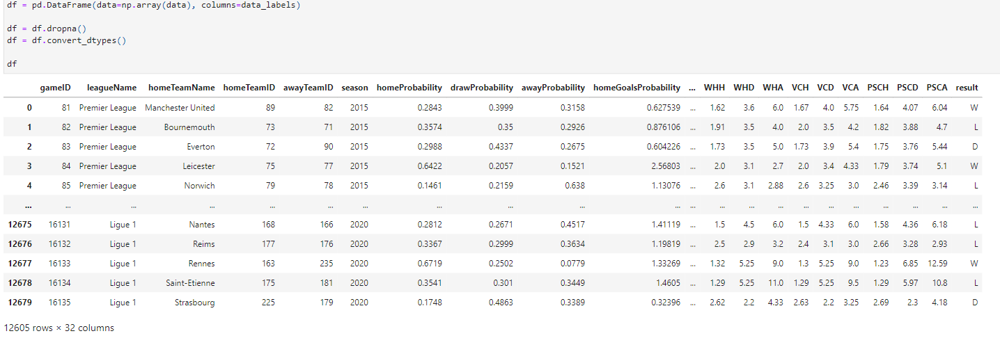 df = pd.DataFrame(data=np.array(data), columns=data_labels)
df = df.dropna()
df = df.convert_dtypes()
df
gameID leagueName homeTeamName homeTeamID awayTeamID season homeProbability drawProbability awayProbability homeGoalsProbability ... WHH WHD WHA VCH VCD VCA PSCH PSCD PSCA result
0 81 Premier League Manchester United 89 82 2015 0.2843 0.3999 0.3158 0.627539 ... 1.62 3.6 6.0 1.67 4.0 5.75 1.64 4.07 6.04 W
1 82 Premier League Bournemouth 73 71 2015 0.3574 0.35 0.2926 0.876106 ... 1.91 3.5 4.0 2.0 3.5 4.2 1.82 3.88 4.7 L
2 83 Premier League Everton 72 90 2015 0.2988 0.4337 0.2675 0.604226 ... 1.73 3.5 5.0 1.73 3.9 5.4 1.75 3.76 5.44 D
3 84 Premier League Leicester 75 77 2015 0.6422 0.2057 0.1521 2.56803 ... 2.0 3.1 2.7 2.0 3.4 4.33 1.79 3.74 5.1 W
4 85 Premier League Norwich 79 78 2015 0.1461 0.2159 0.638 1.13076 ... 2.6 3.1 2.88 2.6 3.25 3.0 2.46 3.39 3.14 L
... ... ... ... ... ... ... ... ... ... ... ... ... ... ... ... ... ... ... ... ... ...
12675 16131 Ligue 1 Nantes 168 166 2020 0.2812 0.2671 0.4517 1.41119 ... 1.5 4.5 6.0 1.5 4.33 6.0 1.58 4.36 6.18 L
12676 16132 Ligue 1 Reims 177 176 2020 0.3367 0.2999 0.3634 1.19819 ... 2.5 2.9 3.2 2.4 3.1 3.0 2.66 3.28 2.93 L
12677 16133 Ligue 1 Rennes 163 235 2020 0.6719 0.2502 0.0779 1.33269 ... 1.32 5.25 9.0 1.3 5.25 9.0 1.23 6.85 12.59 W
12678 16134 Ligue 1 Saint-Etienne 175 181 2020 0.3541 0.301 0.3449 1.4605 ... 1.29 5.25 11.0 1.29 5.25 9.5 1.29 5.97 10.8 L
12679 16135 Ligue 1 Strasbourg 225 179 2020 0.1748 0.4863 0.3389 0.32396 ... 2.62 2.2 4.33 2.63 2.2 3.25 2.69 2.3 4.18 D
12605 rows × 32 columns